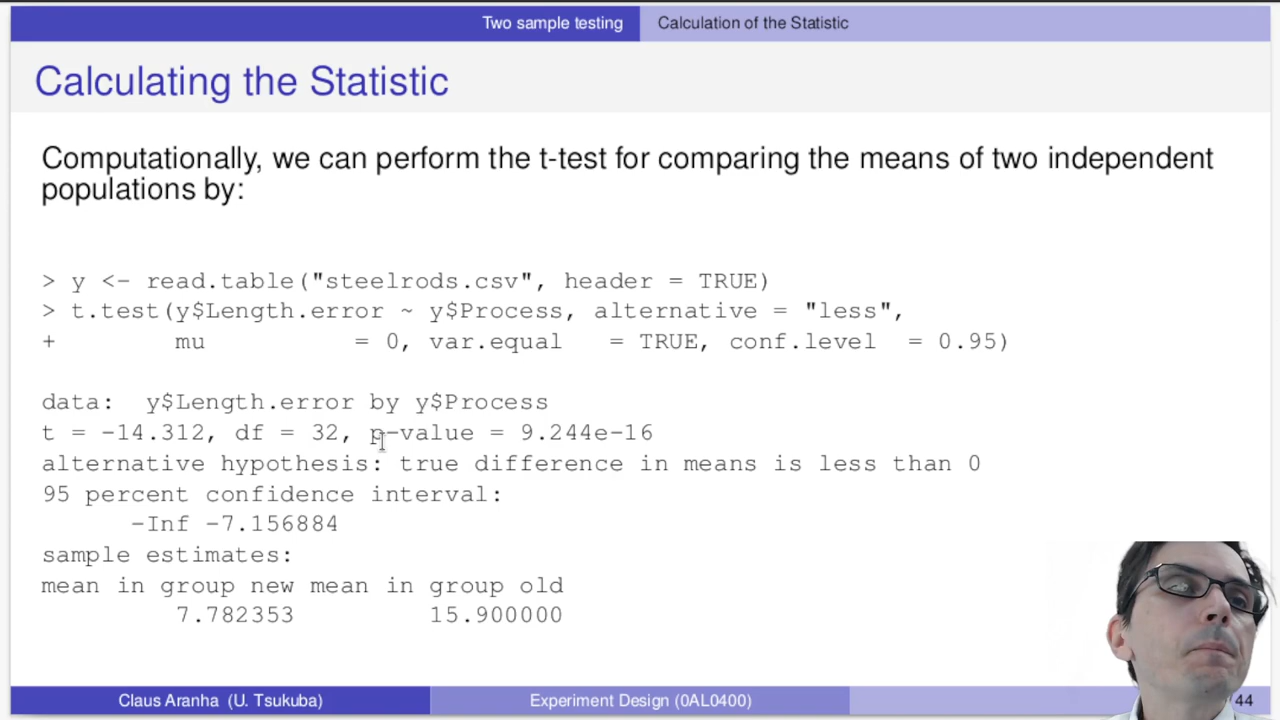 Two sample testing Calculation of the Statistic
Calculating the Statistic
Computationally, we can perform the t-test for comparing the means of two independent
populations by:
> y <- read.table("steelrods.csv", header = TRUE)
> t.test(y$Length.error ~ y$Process, alternative = "less",
+ mu = 0, var.equal = TRUE, conf.level = 0.95)
data: y$Length.error by y$Process
t = -14.312, df = 32, p-value = 9.244e-16
alternative hypothesis: true difference in means is less than 0
95 percent confidence interval:
-Inf -7.156884
sample estimates:
mean in group new mean in group old
7.782353 15.900000
Claus Aranha (U. Tsukuba) Experiment Design (0AL0400) 44